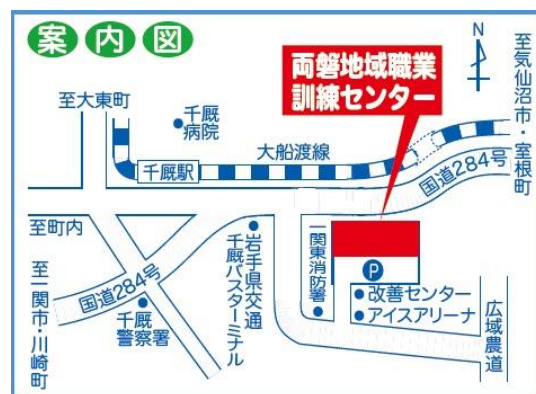 案内図
両磐地域職業
訓練センター
N
至気仙沼市・室根町
至大東町
千厩
病院
大船渡線
千厩駅
国道284号
至町内
至一関市・川崎町
国道284号
千厩
警察署
岩手県交通
千厩バスターミナル
一関東消防署
P
改善センター
アイスアリーナ
広域農道